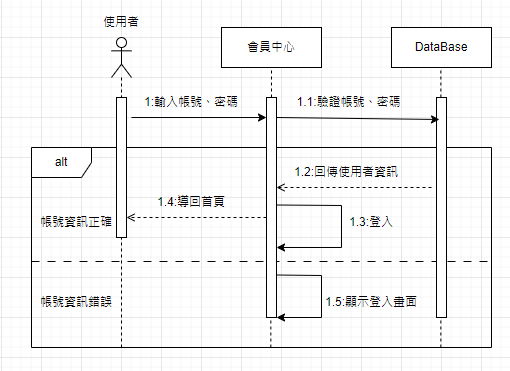 使用者
會員中心
DataBase
1:輸入帳號、密碼
1.1:驗證帳號、密碼
alt
1.2:回傳使用者資訊
1.4:導回首頁
帳號資訊正確
1.3:登入
帳號資訊錯誤
1.5:顯示登入畫面